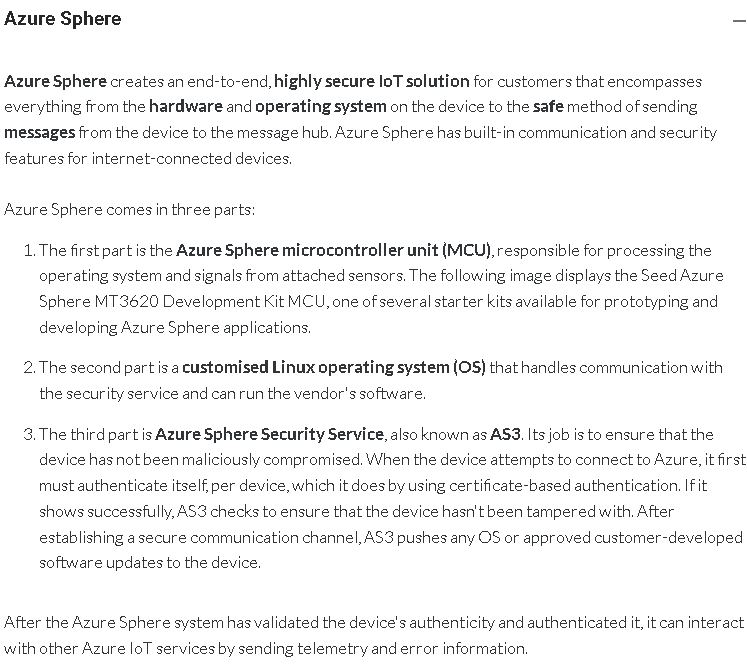 Azure Sphere
Azure Sphere creates an end-to-end, highly secure IoT solution for customers that encompasses
everything from the hardware and operating system on the device to the safe method of sending
messages from the device to the message hub. Azure Sphere has built-in communication and security
features for internet-connected devices.
Azure Sphere comes in three parts:
1. The first part is the Azure Sphere microcontroller unit (MCU), responsible for processing the
operating system and signals from attached sensors. The following image displays the Seed Azure
Sphere MT3620 Development Kit MCU, one of several starter kits available for prototyping and
developing Azure Sphere applications.
2. The second part is a customised Linux operating system (OS) that handles communication with
the security service and can run the vendor's software.
3. The third part is Azure Sphere Security Service, also known as AS3. Its job is to ensure that the
device has not been maliciously compromised. When the device attempts to connect to Azure, it first
must authenticate itself, per device, which it does by using certificate-based authentication. If it
shows successfully, AS3 checks to ensure that the device hasn't been tampered with. After
establishing a secure communication channel, AS3 pushes any OS or approved customer-developed
software updates to the device.
After the Azure Sphere system has validated the device's authenticity and authenticated it, it can interact
with other Azure IoT services by sending telemetry and error information.